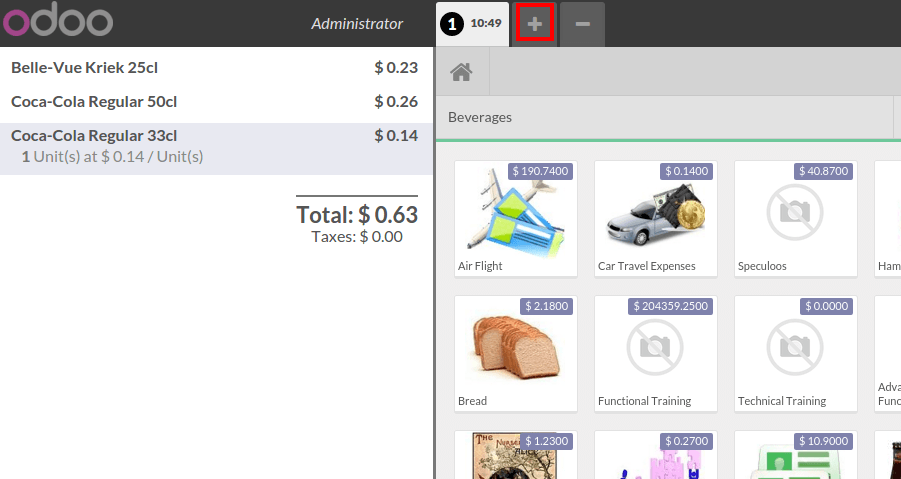 odoo
Administrator
1 10:49 + −
Belle-Vue Kriek 25cl $ 0.23
Coca-Cola Regular 50cl $ 0.26
Coca-Cola Regular 33cl $ 0.14
1 Unit(s) at $ 0.14 / Unit(s)
Total: $ 0.63
Taxes: $ 0.00
Beverages
$ 190.7400
Air Flight
$ 0.1400
Car Travel Expenses
$ 40.8700
Speculoos
Ham
$ 2.1800
Bread
$ 204359.2500
Functional Training
$ 0.0000
Technical Training
Adva
Func
$ 1.2300
THE
NURSERY
ALICE
$ 0.2700
$ 10.9000